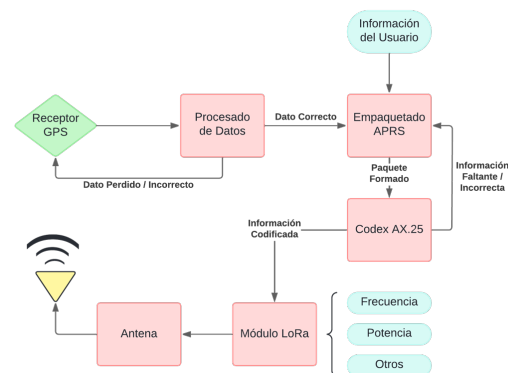 Información
del Usuario
Receptor
GPS
Procesado
de Datos
Dato Correcto
Empaquetado
APRS
Dato Perdido / Incorrecto
Paquete
Formado
Información
Faltante /
Incorrecta
Información
Codificada
Codex AX.25
Antena
Módulo LoRa
Frecuencia
Potencia
Otros